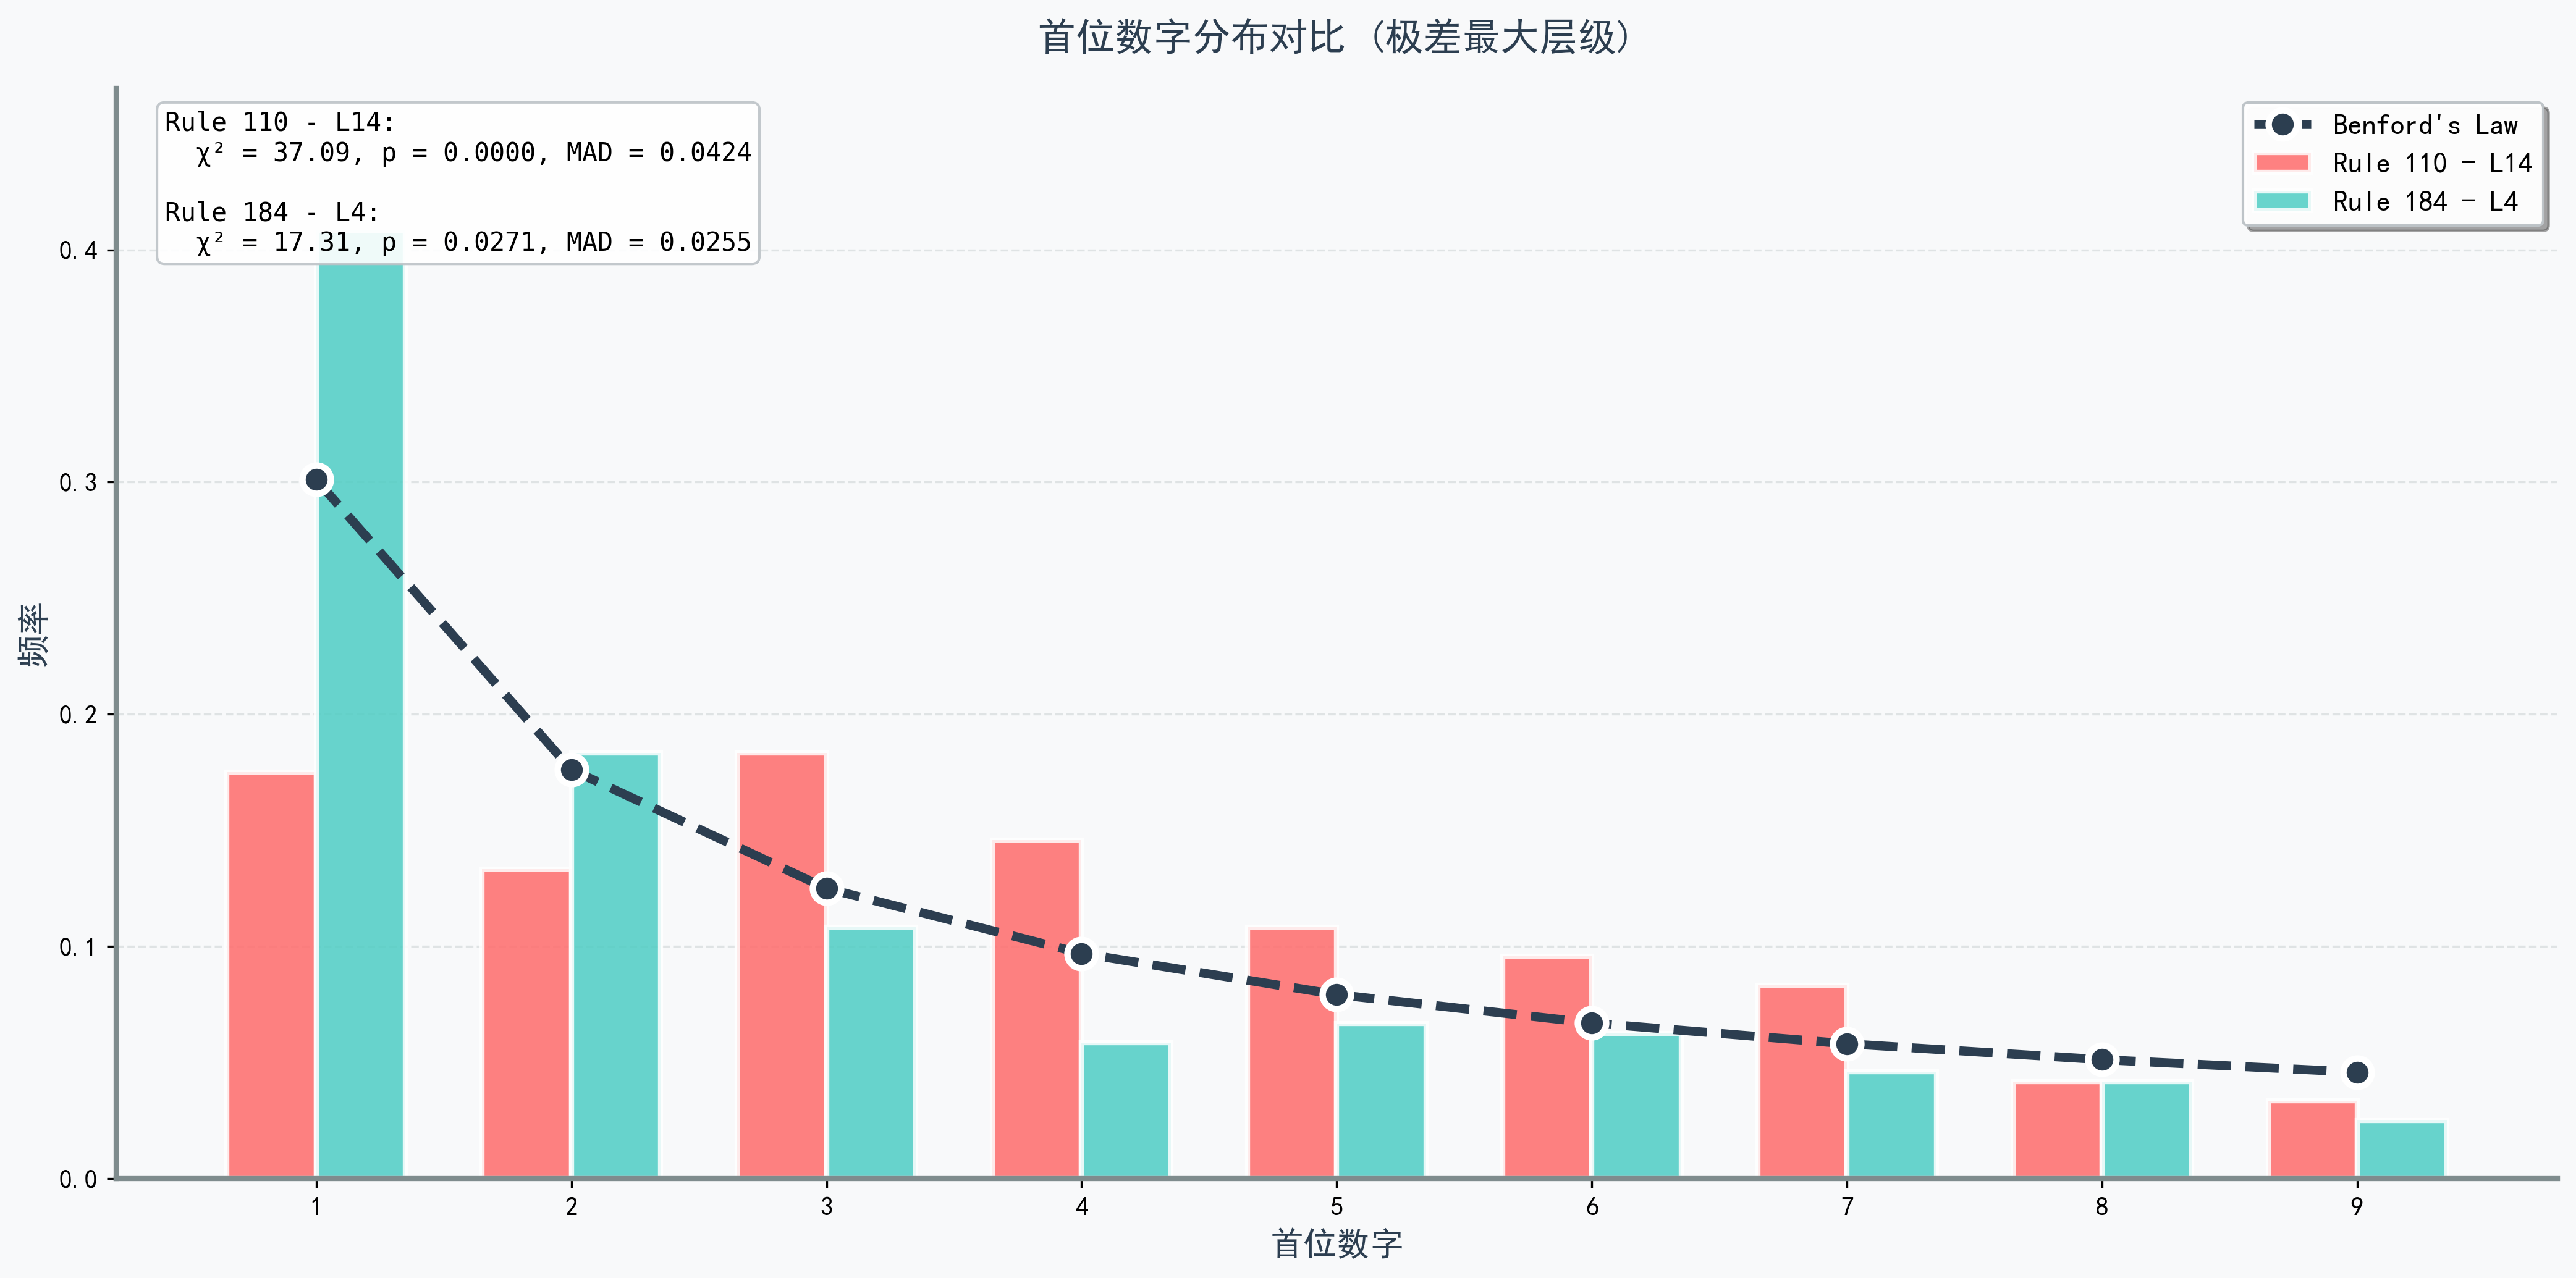 首位数字分布对比 (极差最大层级)
Rule 110 - L14:
χ² = 37.09, p = 0.0000, MAD = 0.0424
Rule 184 - L4:
χ² = 17.31, p = 0.0271, MAD = 0.0255
Benford's Law
Rule 110 - L14
Rule 184 - L4
0.4
0.3
0.2
0.1
0.0
频率
1 2 3 4 5 6 7 8 9
首位数字